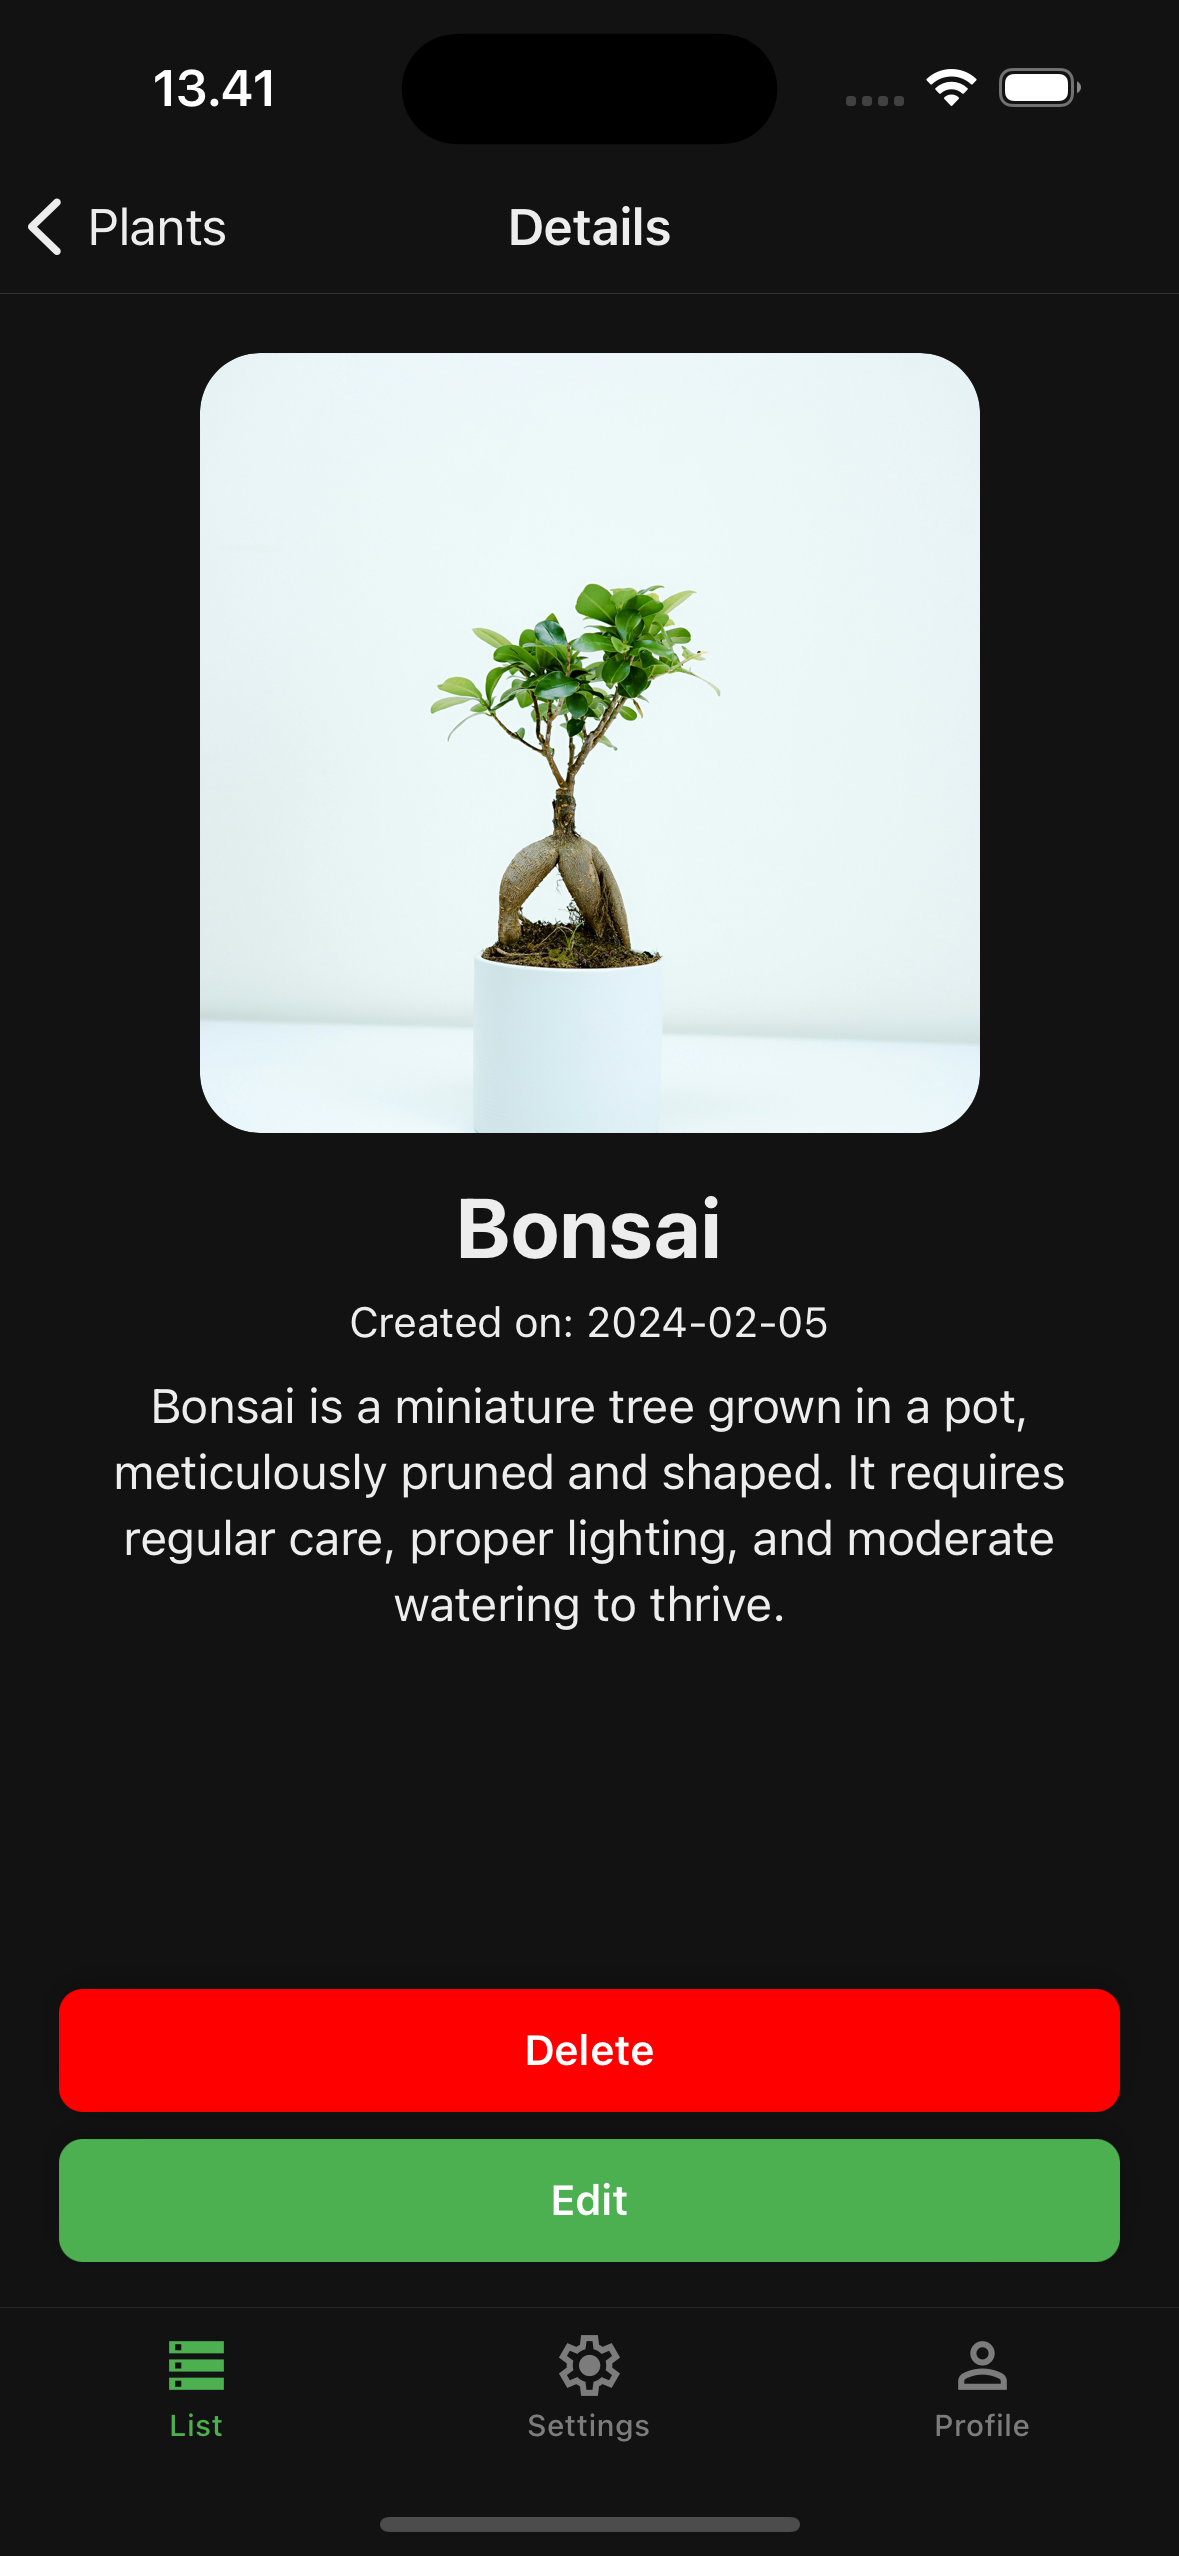 13.41
Plants
Details
Bonsai
Created on: 2024-02-05
Bonsai is a miniature tree grown in a pot,
meticulously pruned and shaped. It requires
regular care, proper lighting, and moderate
watering to thrive.
Delete
Edit
List
Settings
Profile